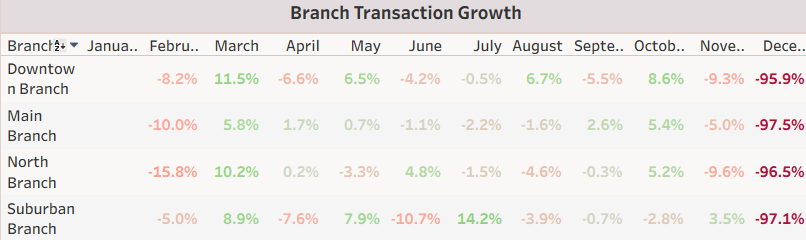 Branch Transaction Growth
Branch Janua.. Febru.. March April May June July August Septe.. Octob.. Nove.. Dece..
Downtow
n Branch -8.2% 11.5% -6.6% 6.5% -4.2% -0.5% 6.7% -5.5% 8.6% -9.3% -95.9%
Main
Branch -10.0% 5.8% 1.7% 0.7% -1.1% -2.2% -1.6% 2.6% 5.4% -5.0% -97.5%
North
Branch -15.8% 10.2% 0.2% -3.3% 4.8% -1.5% -4.6% -0.3% 5.2% -9.6% -96.5%
Suburban
Branch -5.0% 8.9% -7.6% 7.9% -10.7% 14.2% -3.9% -0.7% -2.8% 3.5% -97.1%